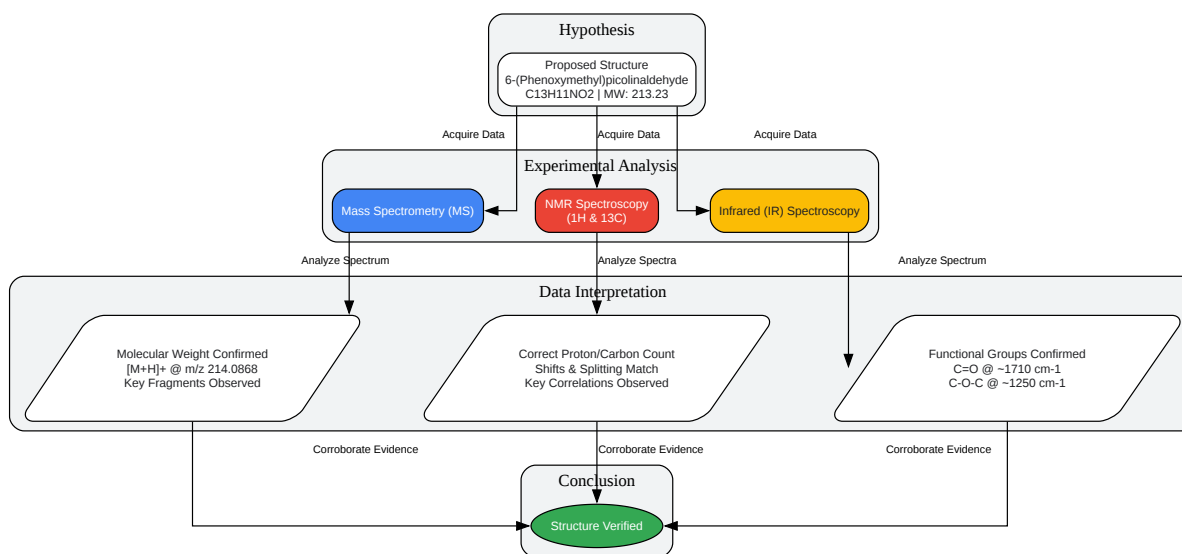 Hypothesis
Proposed Structure
6-(Phenoxymethyl)picolinaldehyde
C13H11NO2 | MW: 213.23
Acquire Data
Acquire Data
Acquire Data
Experimental Analysis
Mass Spectrometry (MS)
NMR Spectroscopy
(1H & 13C)
Infrared (IR) Spectroscopy
Analyze Spectrum
Analyze Spectra
Analyze Spectrum
Data Interpretation
Molecular Weight Confirmed
[M+H]+ @ m/z 214.0868
Key Fragments Observed
Correct Proton/Carbon Count
Shifts & Splitting Match
Key Correlations Observed
Functional Groups Confirmed
C=O @ ~1710 cm-1
C-O-C @ ~1250 cm-1
Corroborate Evidence
Corroborate Evidence
Corroborate Evidence
Conclusion
Structure Verified